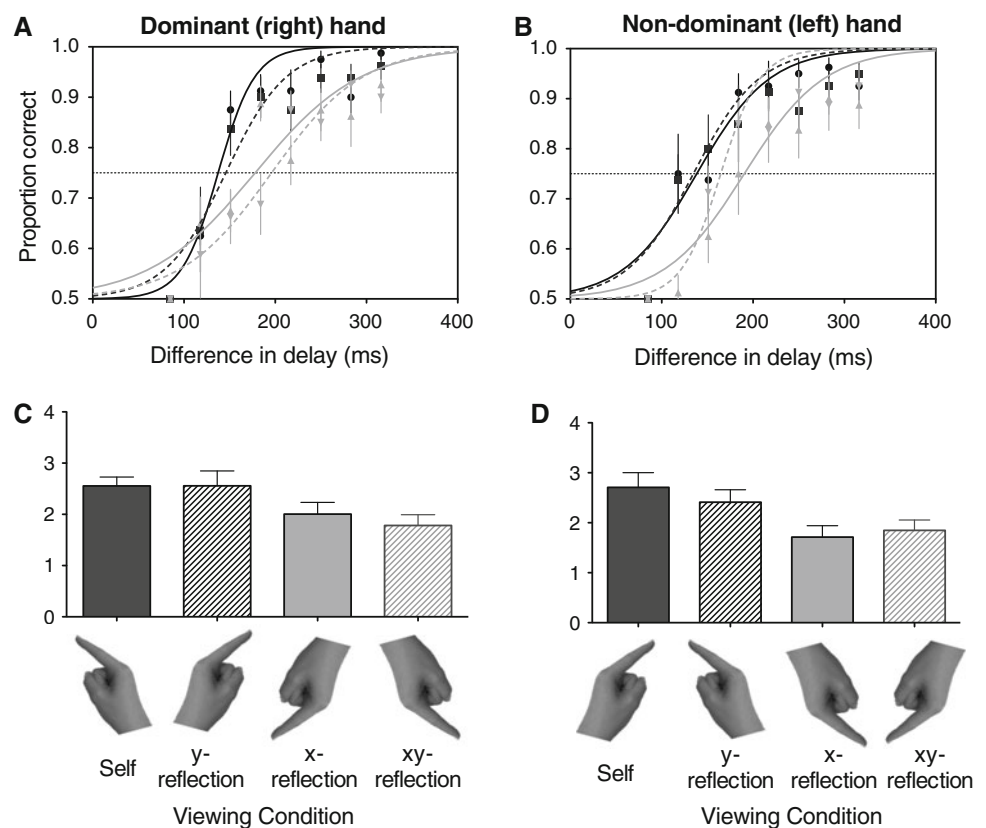 A
Dominant (right) hand
1.0
0.9
0.8
0.7
0.6
0.5
Proportion correct
0
100
200
300
400
Difference in delay (ms)
B
Non-dominant (left) hand
1.0
0.9
0.8
0.7
0.6
0.5
0
100
200
300
400
Difference in delay (ms)
C
4
3
2
1
0
Self
y-
reflection
x-
reflection
xy-
reflection
Viewing Condition
D
4
3
2
1
0
Self
y-
reflection
x-
reflection
xy-
reflection
Viewing Condition